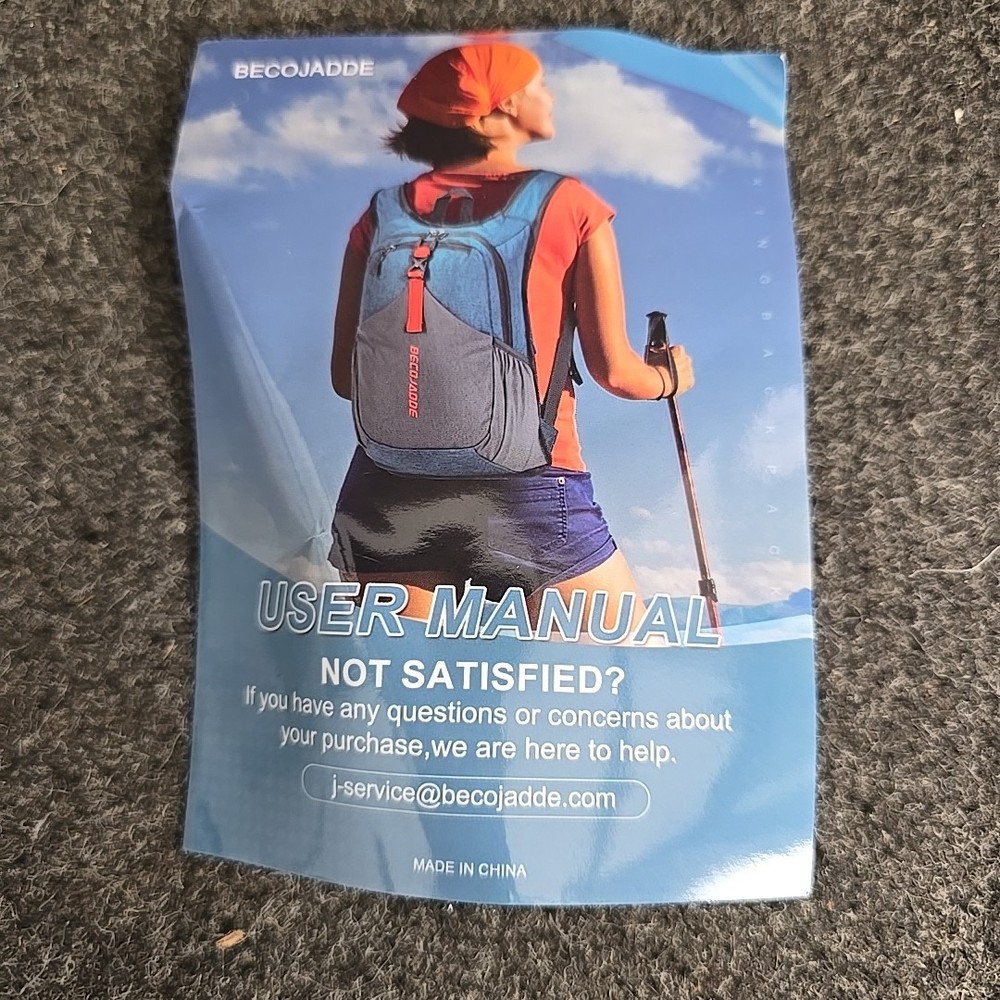 BECOJADDE
BECOJADDE
USER MANUAL
NOT SATISFIED?
If you have any questions or concerns about
your purchase,we are here to help.
j-service@becojadde.com
MADE IN CHINA